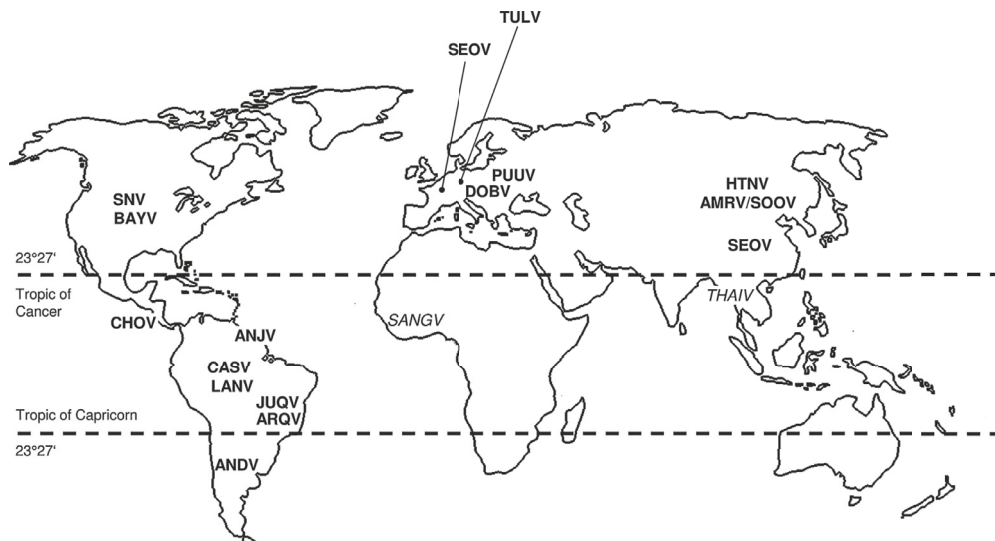 TULV
SEOV
PUUV
DOBV
HTNV
AMRV/SOOV
SEOV
SNV
BAYV
23°27'
Tropic of
Cancer
THAIV
CHOV
SANGV
ANJV
CASV
LANV
JUQV
ARQV
Tropic of Capricorn
23°27'
ANDV